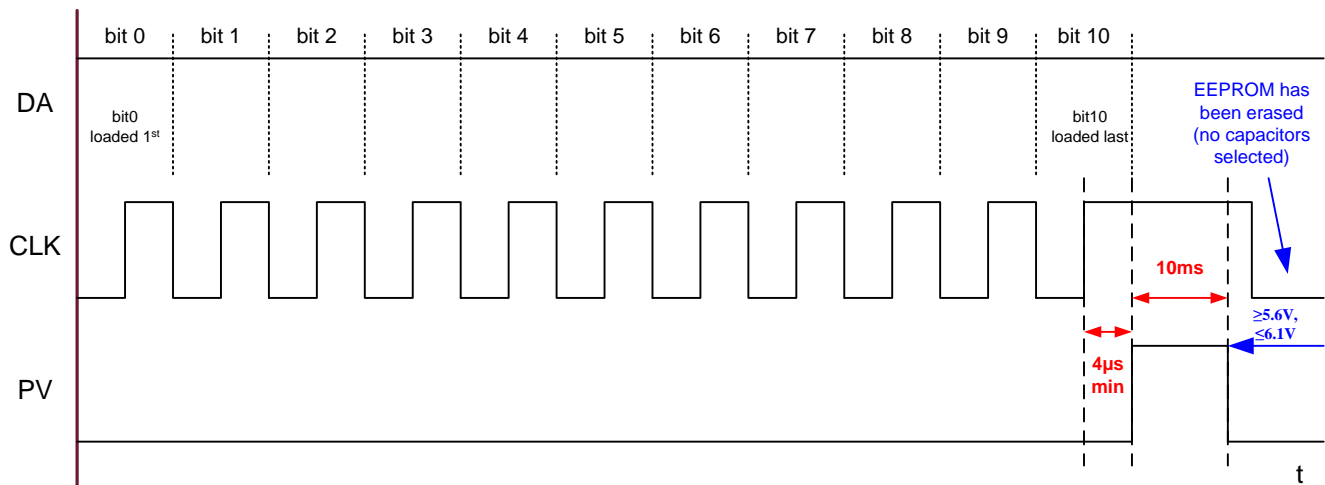 bit 0 bit 1 bit 2 bit 3 bit 4 bit 5 bit 6 bit 7 bit 8 bit 9 bit 10
DA
bit0
loaded 1st
bit10
loaded last
EEPROM has
been erased
(no capacitors
selected)
CLK
10ms
≥5.6V,
≤6.1V
4µs
min
PV
t